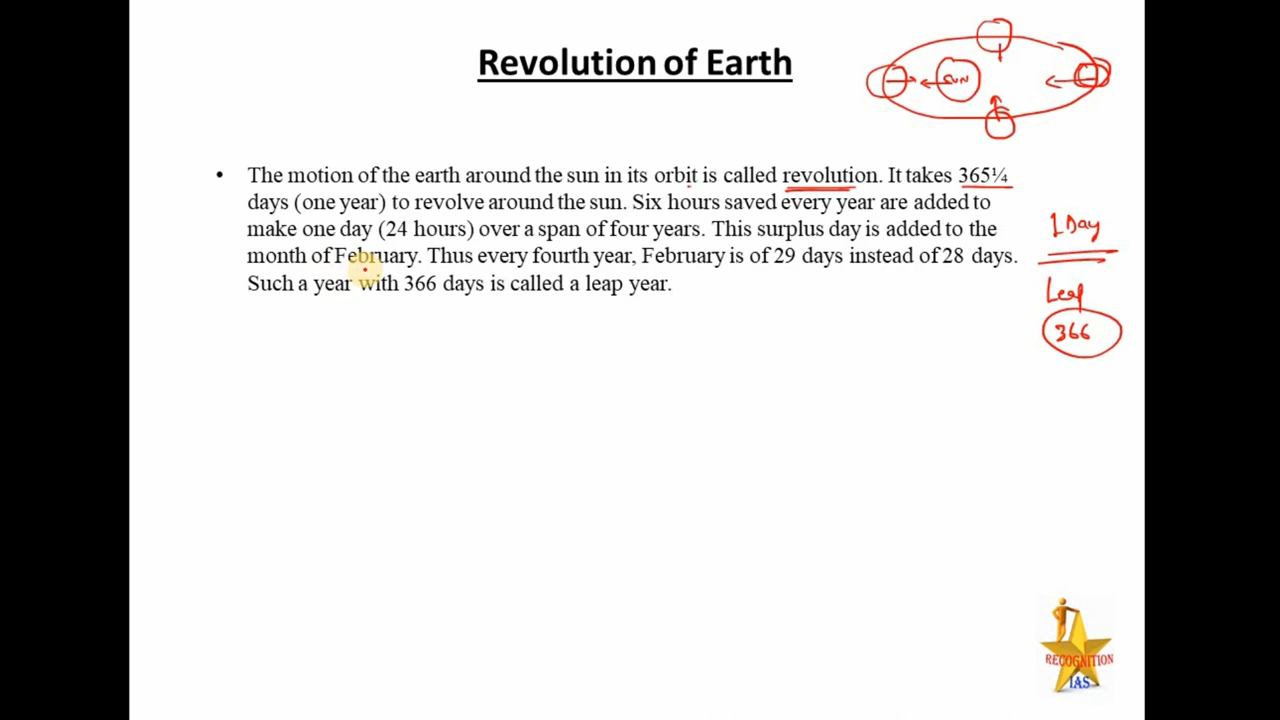 Revolution of Earth
SUN
• The motion of the earth around the sun in its orbit is called revolution. It takes 365¼
days (one year) to revolve around the sun. Six hours saved every year are added to
make one day (24 hours) over a span of four years. This surplus day is added to the
month of February. Thus every fourth year, February is of 29 days instead of 28 days.
Such a year with 366 days is called a leap year.
1 Day
Leap
366
RECOGNITION
IAS